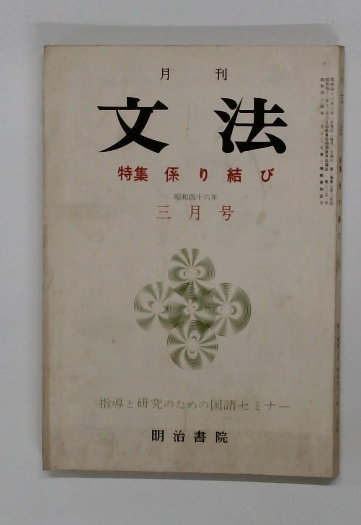 月刊
文法
特集 係り結び
昭和四十六年
三月号
指導と研究のための国語セミナー
明治書院